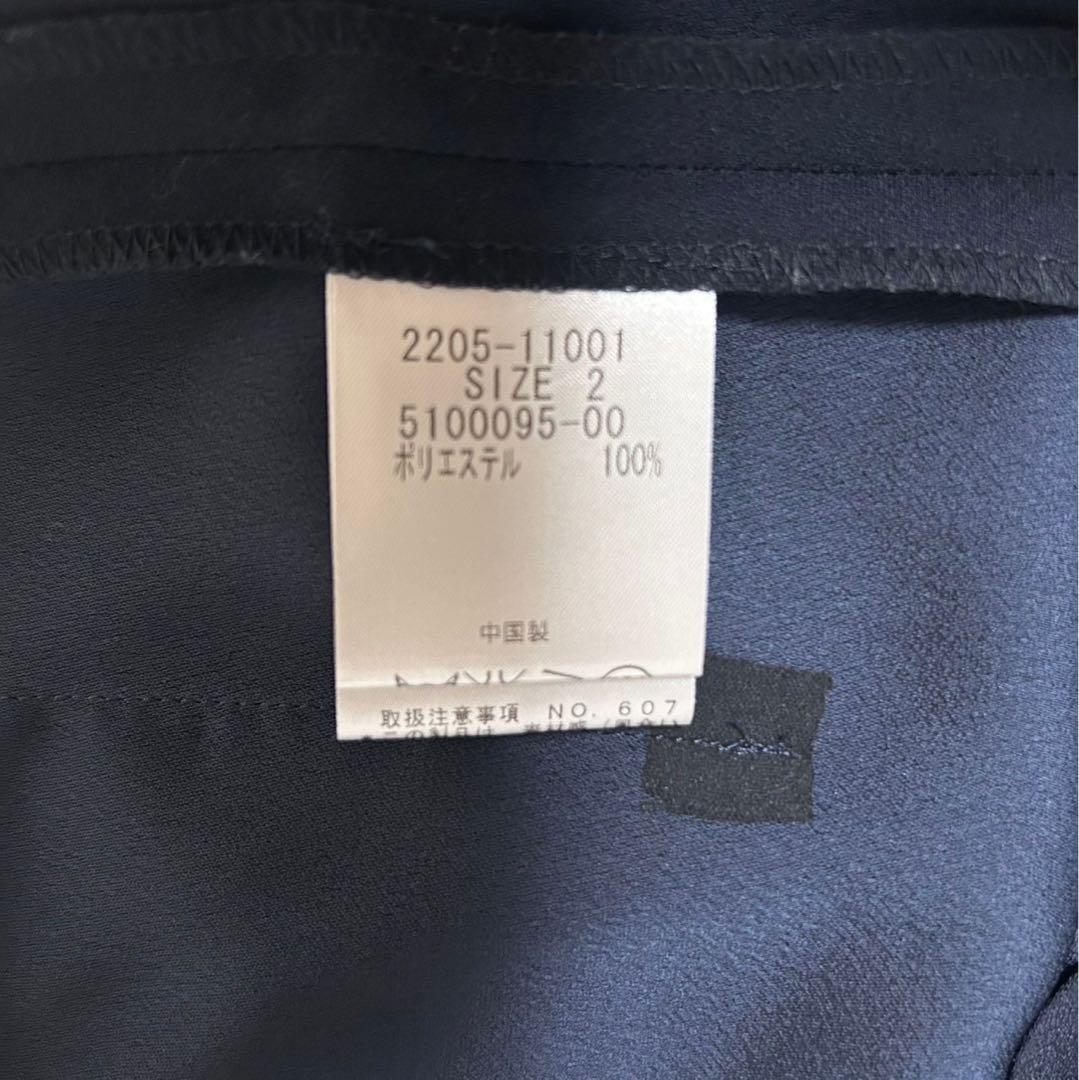 2205-11001
SIZE 2
5100095-00
ポリエステル 100%
中国製
取扱注意事項 NO. 607